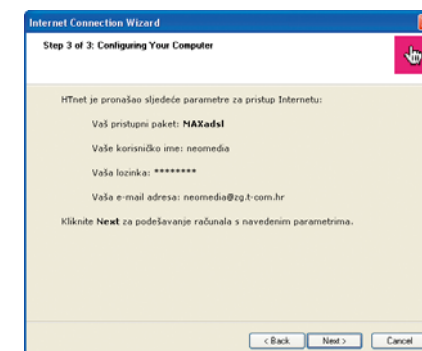 Internet Connection Wizard
Step 3 of 3: Configuring Your Computer
HTnet je pronašao sljedeće parametre za pristup Internetu:
Vaš pristupni paket: MAXadsl
Vaše korisničko ime: neomedia
Vaša lozinka: ********
Vaša e-mail adresa: neomedia@zg.t-com.hr
Kliknite Next za podešavanje računala s navedenim parametrima.
< Back
Next >
Cancel